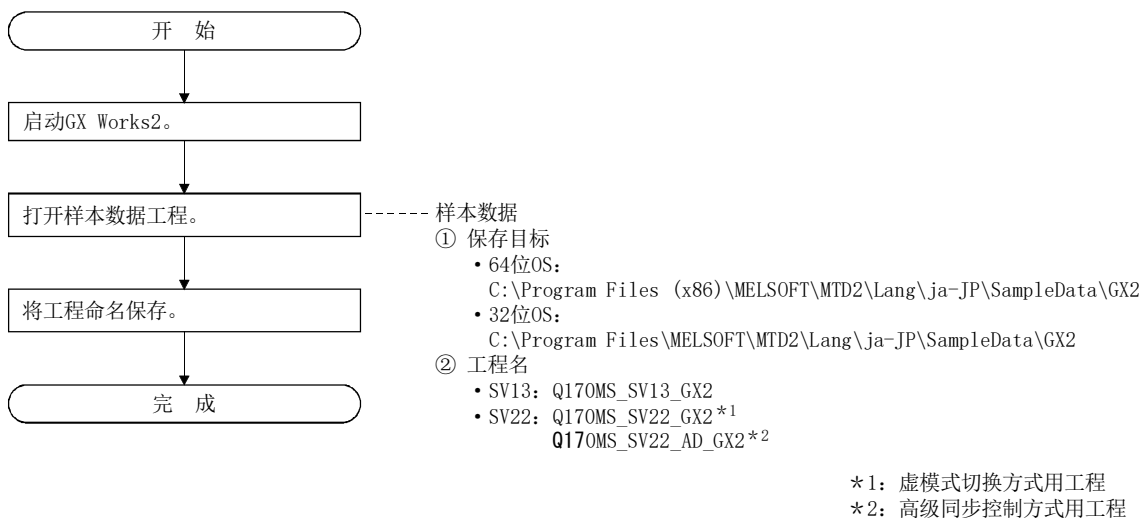 开 始
启动GX Works2。
打开样本数据工程。
将工程命名保存。
完 成
样本数据
① 保存目标
• 64位OS:
C:\Program Files (x86)\MELSOFT\MTD2\Lang\ja-JP\SampleData\GX2
• 32位OS:
C:\Program Files\MELSOFT\MTD2\Lang\ja-JP\SampleData\GX2
② 工程名
• SV13: Q170MS_SV13_GX2
• SV22: Q170MS_SV22_GX2*1
Q170MS_SV22_AD_GX2*2
*1: 虚模式切换方式用工程
*2: 高级同步控制方式用工程